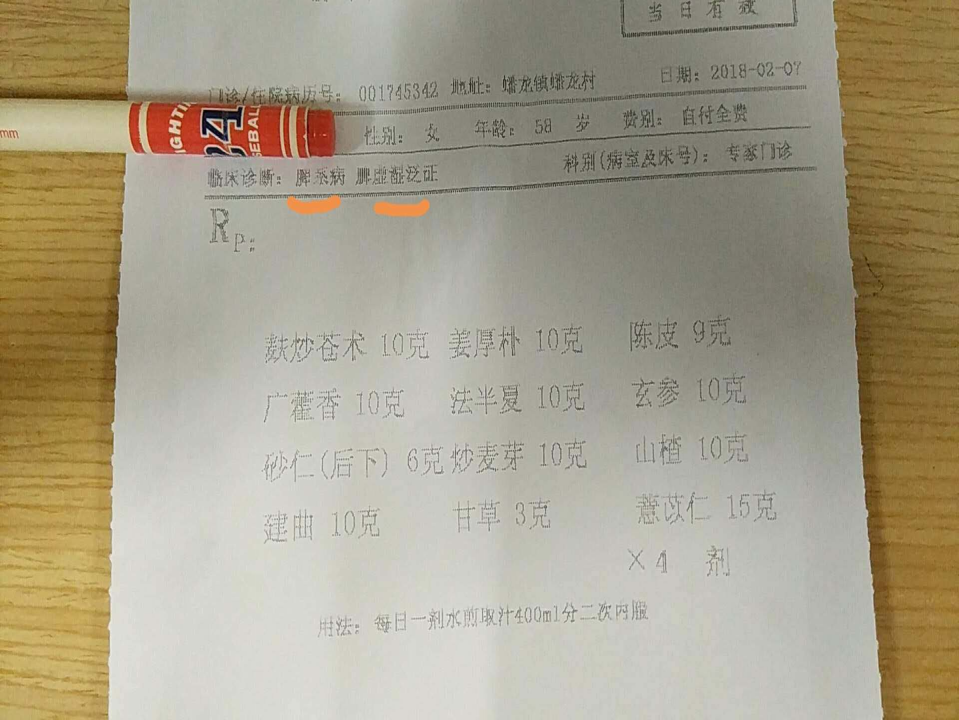 当日有效
门诊/住院病历号: 001745342 地址: 蟠龙镇蟠龙村 日期: 2018-02-07
性别: 女 年龄: 58 岁 费别: 自付全费
临床诊断: 脾系病 脾虚湿泛证 科别(病室及床号): 专家门诊
RP:
麸炒苍术 10克 姜厚朴 10克 陈皮 9克
广藿香 10克 法半夏 10克 玄参 10克
砂仁(后下) 6克 炒麦芽 10克 山楂 10克
建曲 10克 甘草 3克 薏苡仁 15克
×4 剂
用法: 每日一剂水煎取汁400ml分二次内服
mm
24